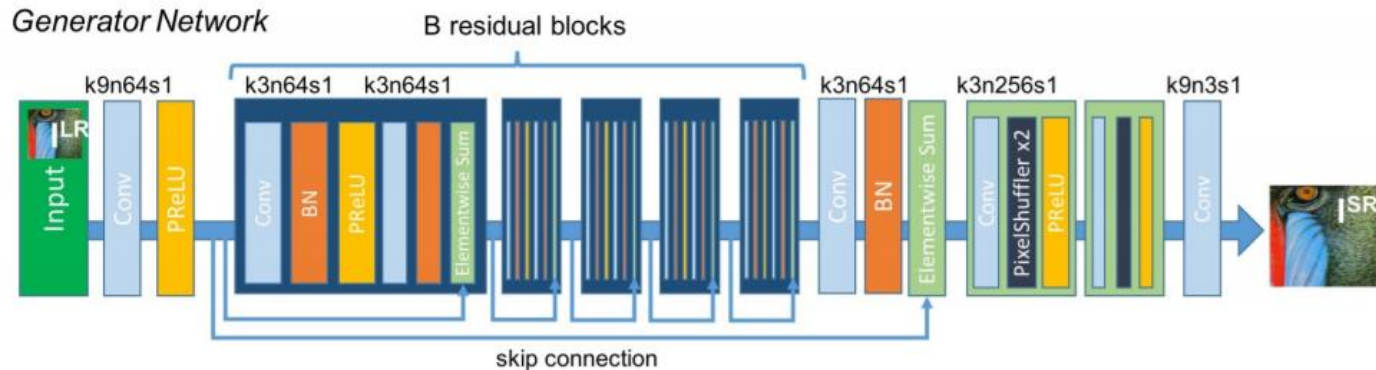 Generator Network
B residual blocks
k9n64s1
k3n64s1
k3n64s1
k3n64s1
k3n256s1
k9n3s1
Input
I LR
Conv
PReLU
Conv
BN
PReLU
Elementwise Sum
Conv
BN
Elementwise Sum
Conv
PixelShuffler x2
PReLU
Conv
I SR
skip connection